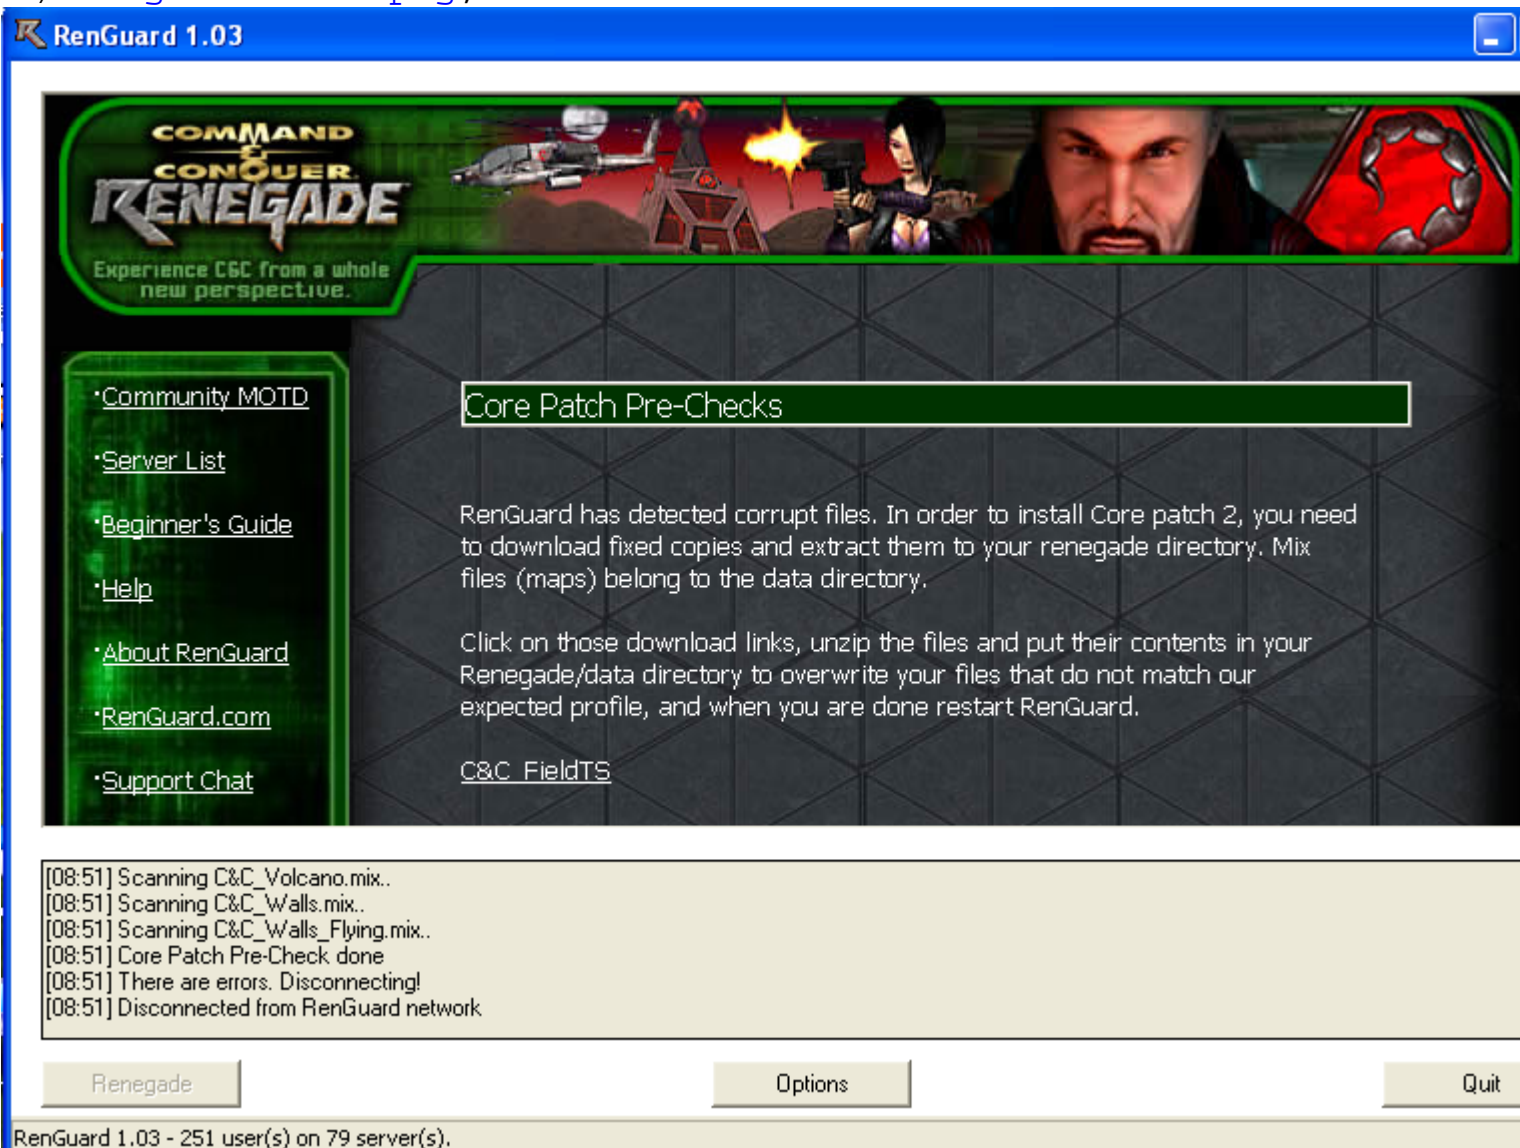 RenGuard 1.03
COMMAND
&
CONQUER
RENEGADE
Experience C&C from a whole
new perspective.
·Community MOTD
·Server List
·Beginner's Guide
·Help
·About RenGuard
·RenGuard.com
·Support Chat
Core Patch Pre-Checks
RenGuard has detected corrupt files. In order to install Core patch 2, you need
to download fixed copies and extract them to your renegade directory. Mix
files (maps) belong to the data directory.
Click on those download links, unzip the files and put their contents in your
Renegade/data directory to overwrite your files that do not match our
expected profile, and when you are done restart RenGuard.
C&C_FieldTS
[08:51] Scanning C&C_Volcano.mix..
[08:51] Scanning C&C_Walls.mix..
[08:51] Scanning C&C_Walls_Flying.mix..
[08:51] Core Patch Pre-Check done
[08:51] There are errors. Disconnecting!
[08:51] Disconnected from RenGuard network
Renegade
Options
Quit
RenGuard 1.03 - 251 user(s) on 79 server(s).